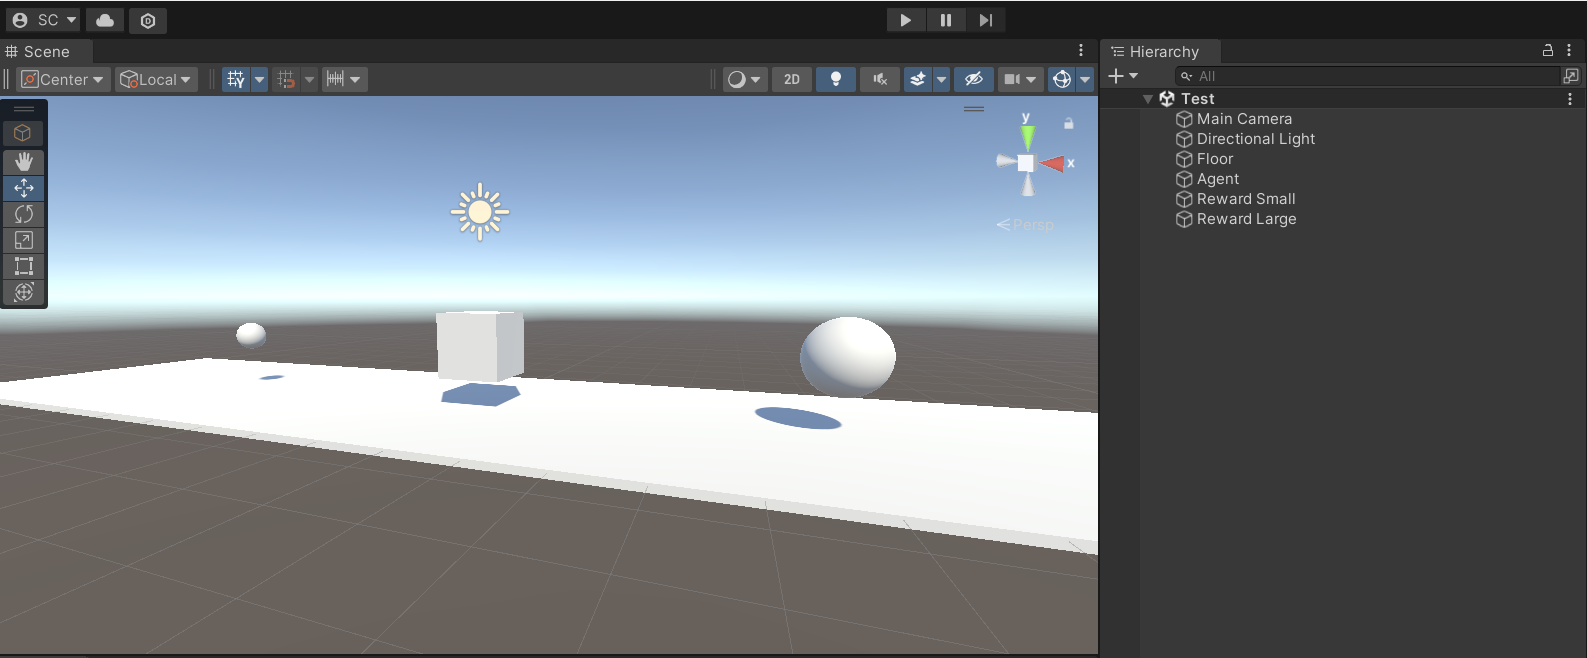 SC
Scene
Hierarchy
Center
Local
2D
All
Test
Main Camera
Directional Light
Floor
Agent
Reward Small
Reward Large
y
x
Persp